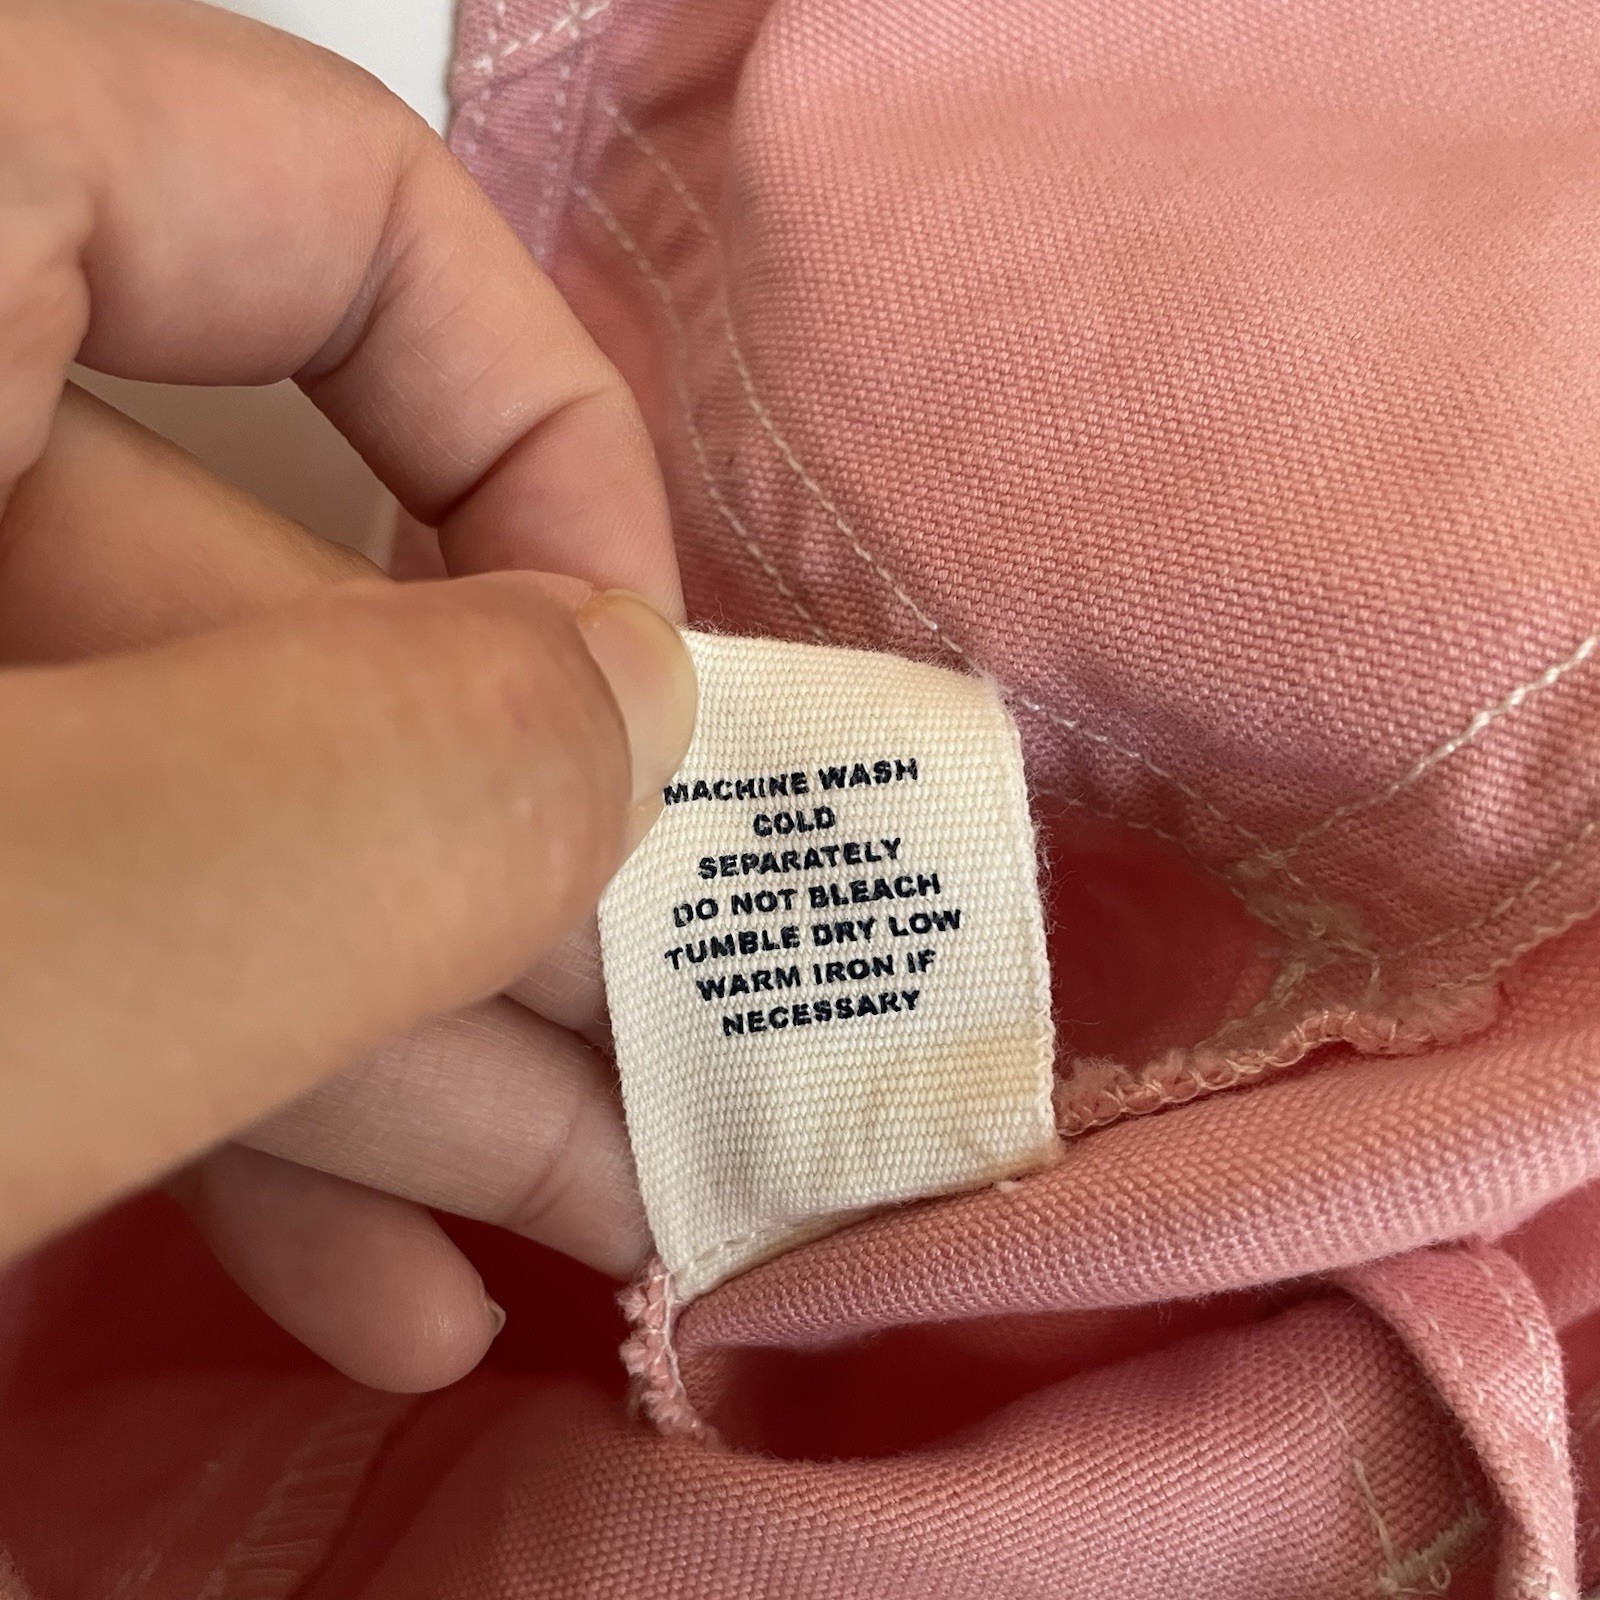 MACHINE WASH
COLD
SEPARATELY
DO NOT BLEACH
TUMBLE DRY LOW
WARM IRON IF
NECESSARY